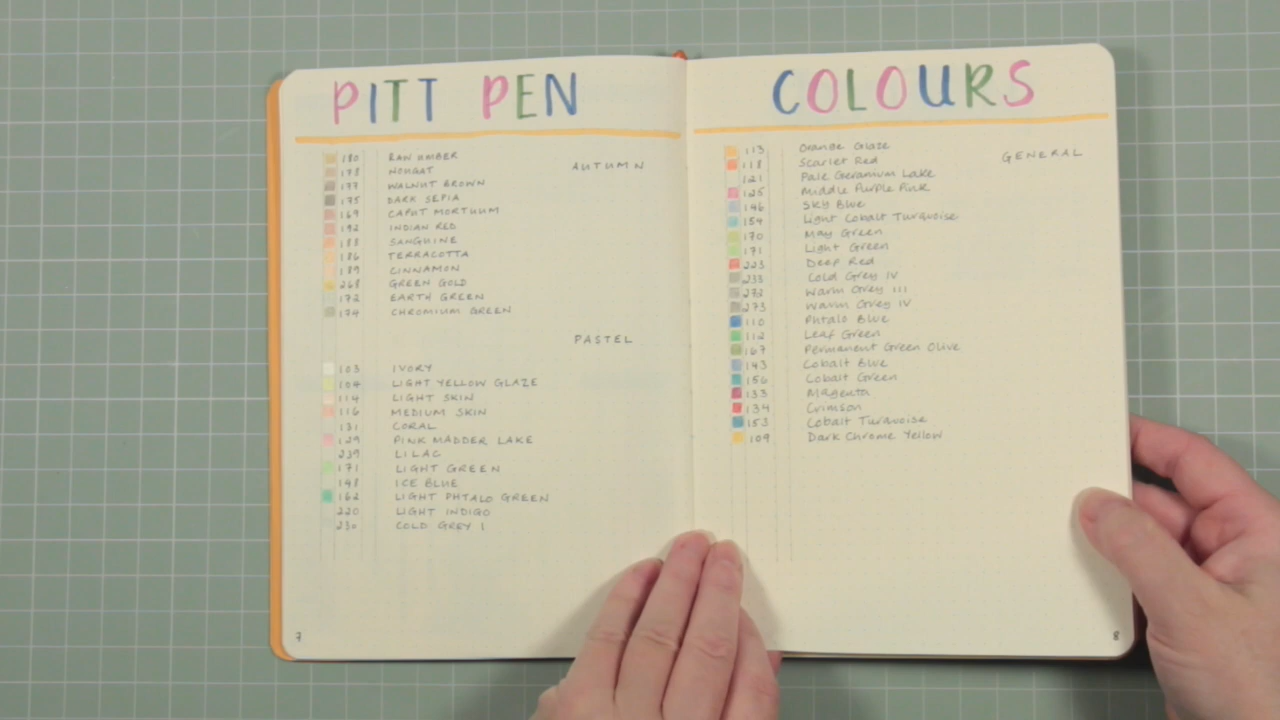 PITT PEN
180 RAW UMBER
AUTUMN
178 NOUGAT
177 WALNUT BROWN
175 DARK SEPIA
169 CAPUT MORTUUM
192 INDIAN RED
188 SANGUINE
186 TERRACOTTA
189 CINNAMON
268 GREEN GOLD
172 EARTH GREEN
174 CHROMIUM GREEN
PASTEL
103 IVORY
104 LIGHT YELLOW GLAZE
114 LIGHT SKIN
116 MEDIUM SKIN
131 CORAL
129 PINK MADDER LAKE
239 LILAC
171 LIGHT GREEN
148 ICE BLUE
162 LIGHT PHTALO GREEN
220 LIGHT INDIGO
230 COLD GREY I
7
COLOURS
113 Orange Glaze
GENERAL
118 Scarlet Red
121 Pale Geranium Lake
125 Middle Purple Pink
146 Sky Blue
154 Light Cobalt Turquoise
170 May Green
171 Light Green
223 Deep Red
233 Cold Grey IV
272 Warm Grey III
273 Warm Grey IV
110 Phtalo Blue
112 Leaf Green
167 Permanent Green Olive
143 Cobalt Blue
156 Cobalt Green
133 Magenta
134 Crimson
153 Cobalt Turquoise
109 Dark Chrome Yellow
8